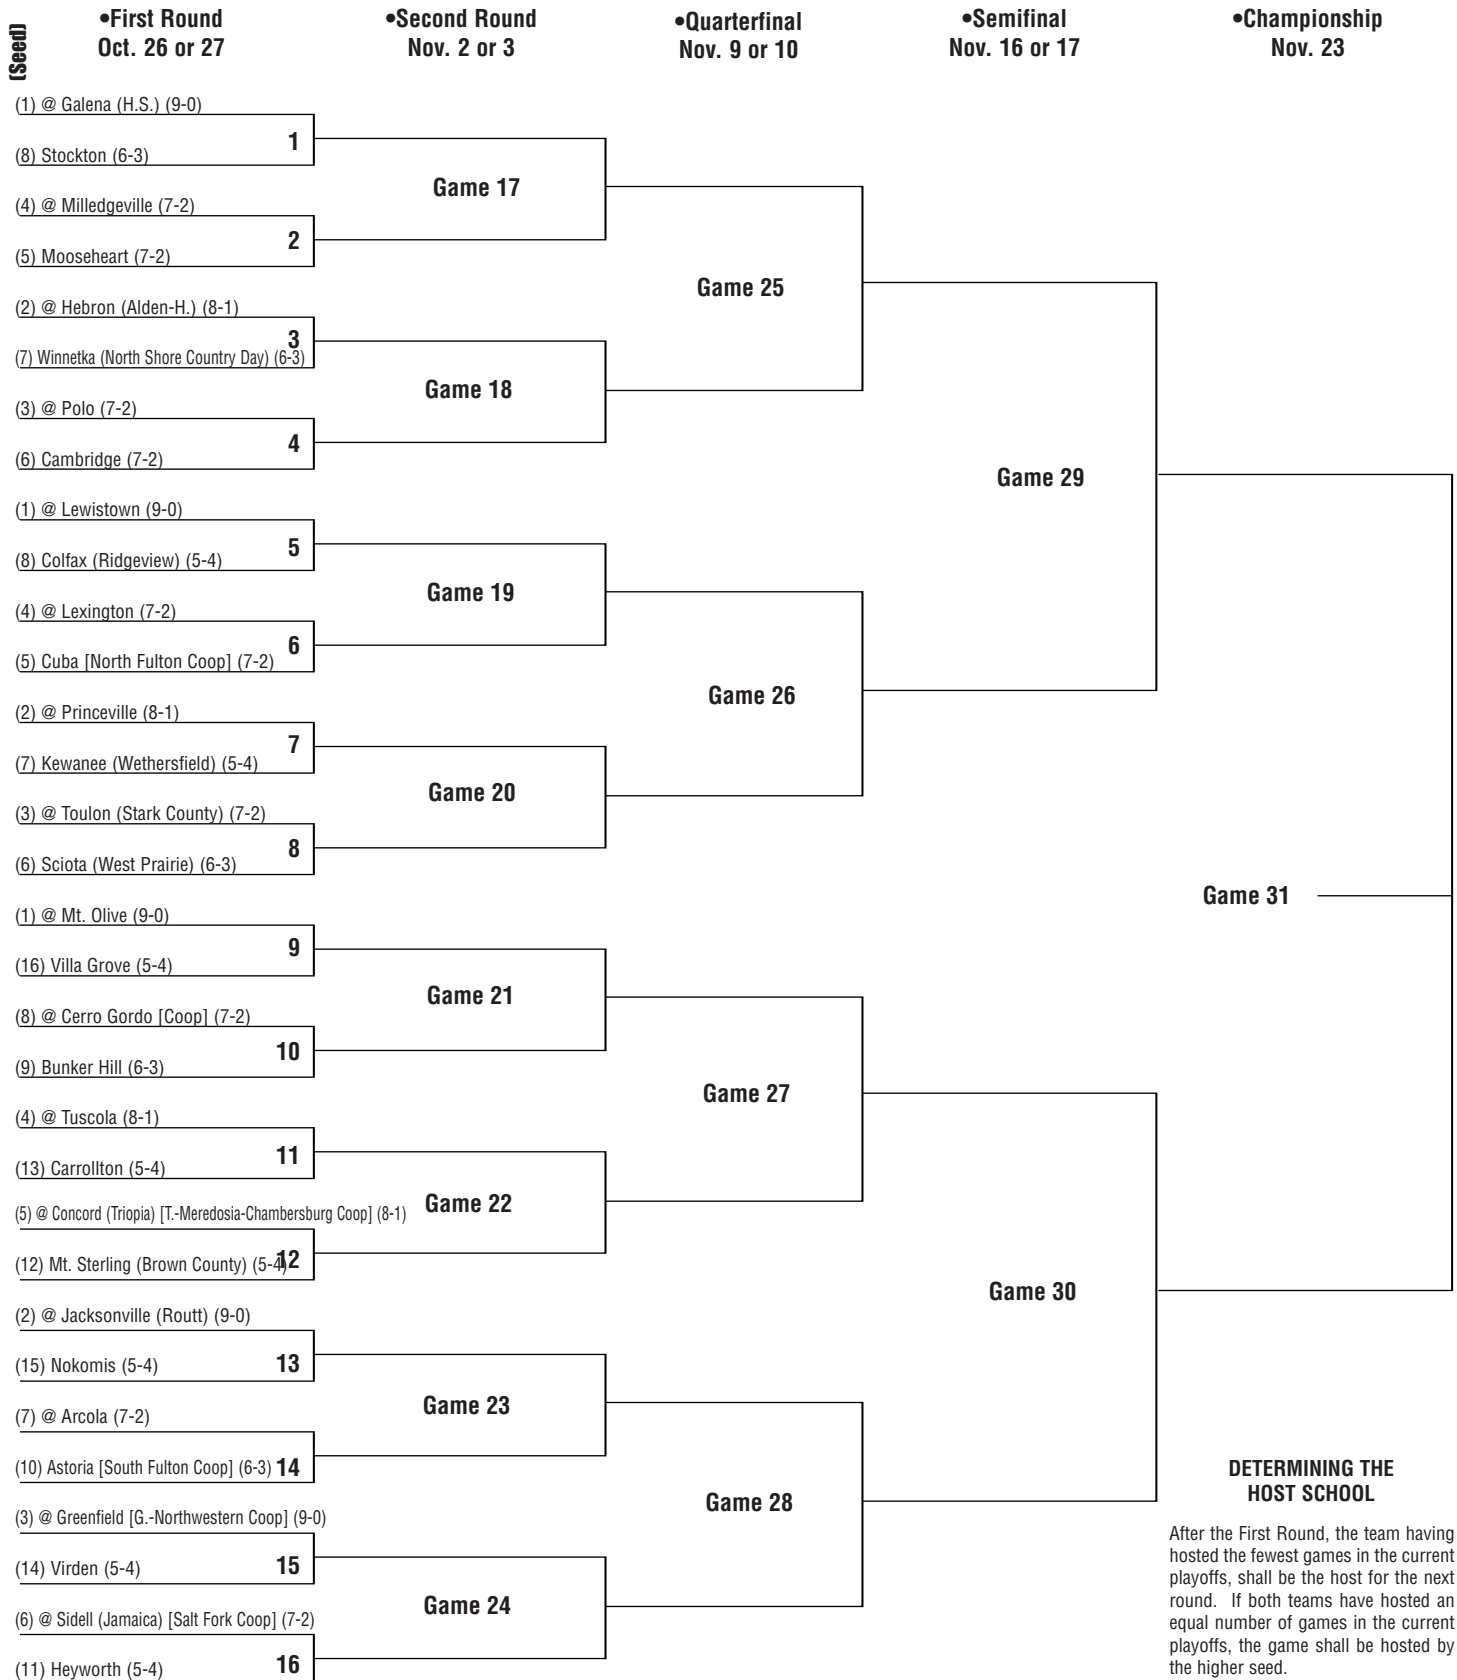 (Seed)
•First Round
Oct. 26 or 27
•Second Round
Nov. 2 or 3
•Quarterfinal
Nov. 9 or 10
•Semifinal
Nov. 16 or 17
•Championship
Nov. 23
(1) @ Galena (H.S.) (9-0)
1
(8) Stockton (6-3)
Game 17
(4) @ Milledgeville (7-2)
2
(5) Mooseheart (7-2)
Game 25
(2) @ Hebron (Alden-H.) (8-1)
3
(7) Winnetka (North Shore Country Day) (6-3)
Game 18
(3) @ Polo (7-2)
4
(6) Cambridge (7-2)
Game 29
(1) @ Lewistown (9-0)
5
(8) Colfax (Ridgeview) (5-4)
Game 19
(4) @ Lexington (7-2)
6
(5) Cuba [North Fulton Coop] (7-2)
Game 26
(2) @ Princeville (8-1)
7
(7) Kewanee (Wethersfield) (5-4)
Game 20
(3) @ Toulon (Stark County) (7-2)
8
(6) Sciota (West Prairie) (6-3)
Game 31
(1) @ Mt. Olive (9-0)
9
(16) Villa Grove (5-4)
Game 21
(8) @ Cerro Gordo [Coop] (7-2)
10
(9) Bunker Hill (6-3)
Game 27
(4) @ Tuscola (8-1)
11
(13) Carrollton (5-4)
Game 22
(5) @ Concord (Triopia) [T.-Meredosia-Chambersburg Coop] (8-1)
12
(12) Mt. Sterling (Brown County) (5-4)
Game 30
(2) @ Jacksonville (Routt) (9-0)
13
(15) Nokomis (5-4)
Game 23
(7) @ Arcola (7-2)
14
(10) Astoria [South Fulton Coop] (6-3)
Game 28
(3) @ Greenfield [G.-Northwestern Coop] (9-0)
15
(14) Virden (5-4)
Game 24
(6) @ Sidell (Jamaica) [Salt Fork Coop] (7-2)
16
(11) Heyworth (5-4)
DETERMINING THE
HOST SCHOOL
After the First Round, the team having
hosted the fewest games in the current
playoffs, shall be the host for the next
round. If both teams have hosted an
equal number of games in the current
playoffs, the game shall be hosted by
the higher seed.